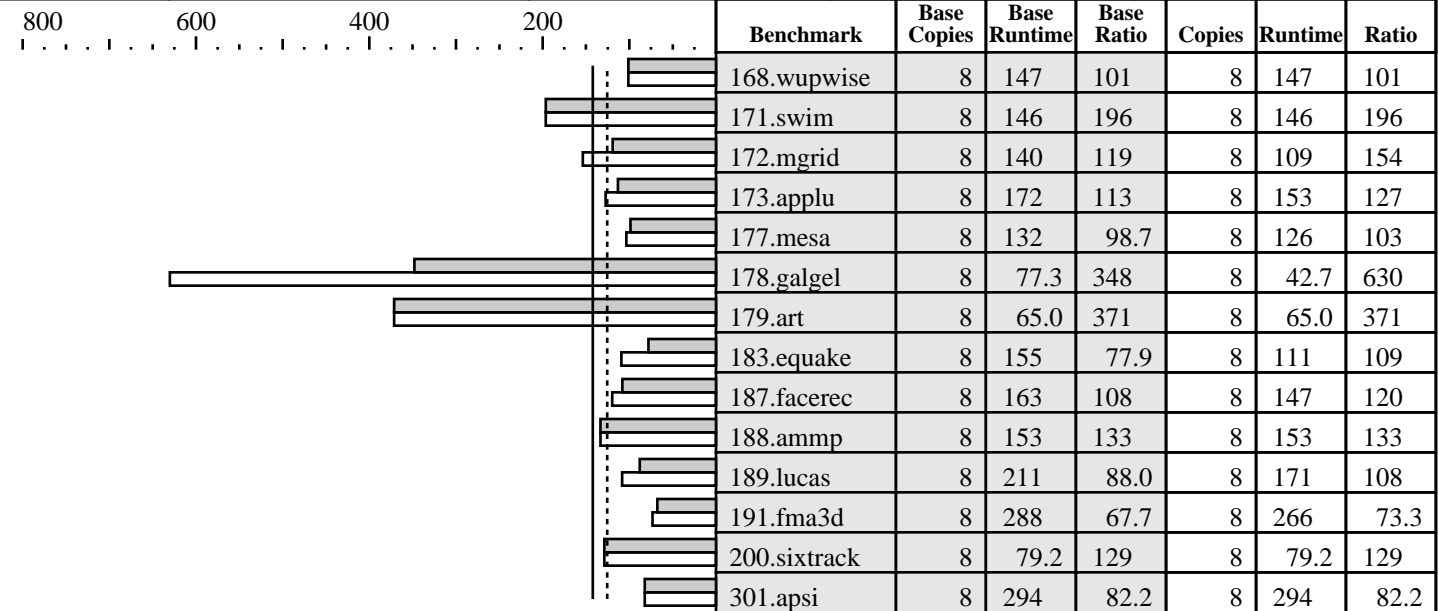 800 600 400 200
Benchmark Base Copies Base Runtime Base Ratio Copies Runtime Ratio
168.wupwise 8 147 101 8 147 101
171.swim 8 146 196 8 146 196
172.mgrid 8 140 119 8 109 154
173.applu 8 172 113 8 153 127
177.mesa 8 132 98.7 8 126 103
178.galgel 8 77.3 348 8 42.7 630
179.art 8 65.0 371 8 65.0 371
183.equake 8 155 77.9 8 111 109
187.facerec 8 163 108 8 147 120
188.ammp 8 153 133 8 153 133
189.lucas 8 211 88.0 8 171 108
191.fma3d 8 288 67.7 8 266 73.3
200.sixtrack 8 79.2 129 8 79.2 129
301.apsi 8 294 82.2 8 294 82.2